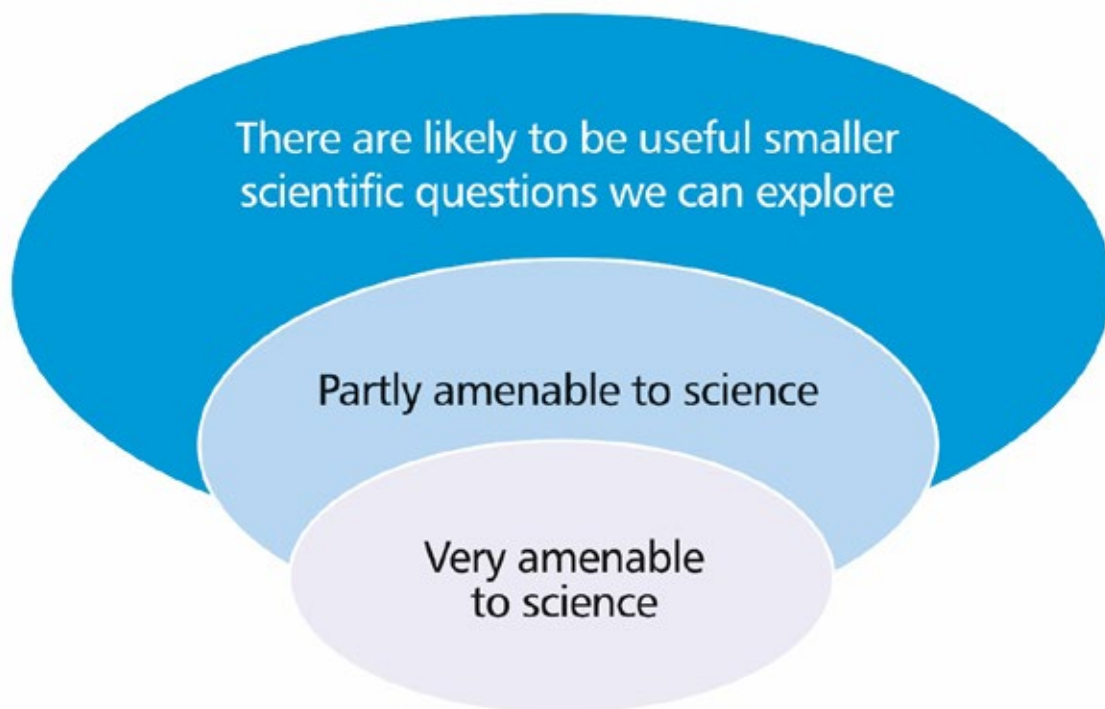 There are likely to be useful smaller
scientific questions we can explore
Partly amenable to science
Very amenable
to science